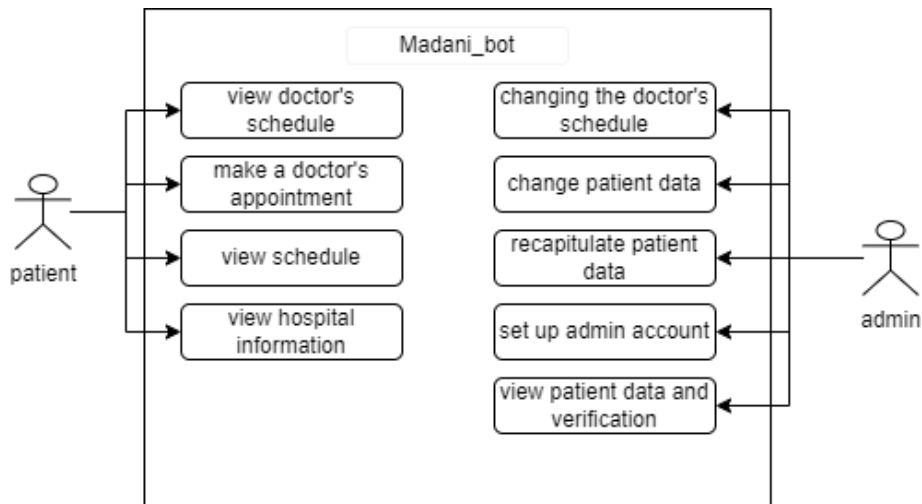 Madani_bot
view doctor's
schedule
make a doctor's
appointment
view schedule
view hospital
information
changing the doctor's
schedule
change patient data
recapitulate patient
data
set up admin account
view patient data and
verification
patient
admin